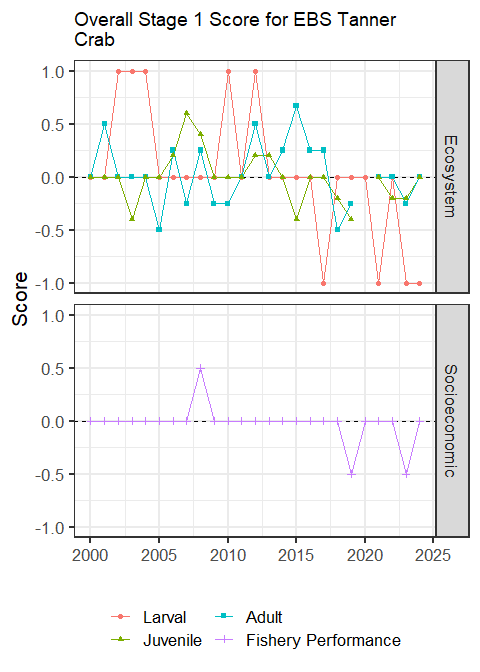 Overall Stage 1 Score for EBS Tanner
Crab
Score
1.0
0.5
0.0
-0.5
-1.0
Ecosystem
1.0
0.5
0.0
-0.5
-1.0
Socioeconomic
2000 2005 2010 2015 2020 2025
Larval Adult
Juvenile Fishery Performance